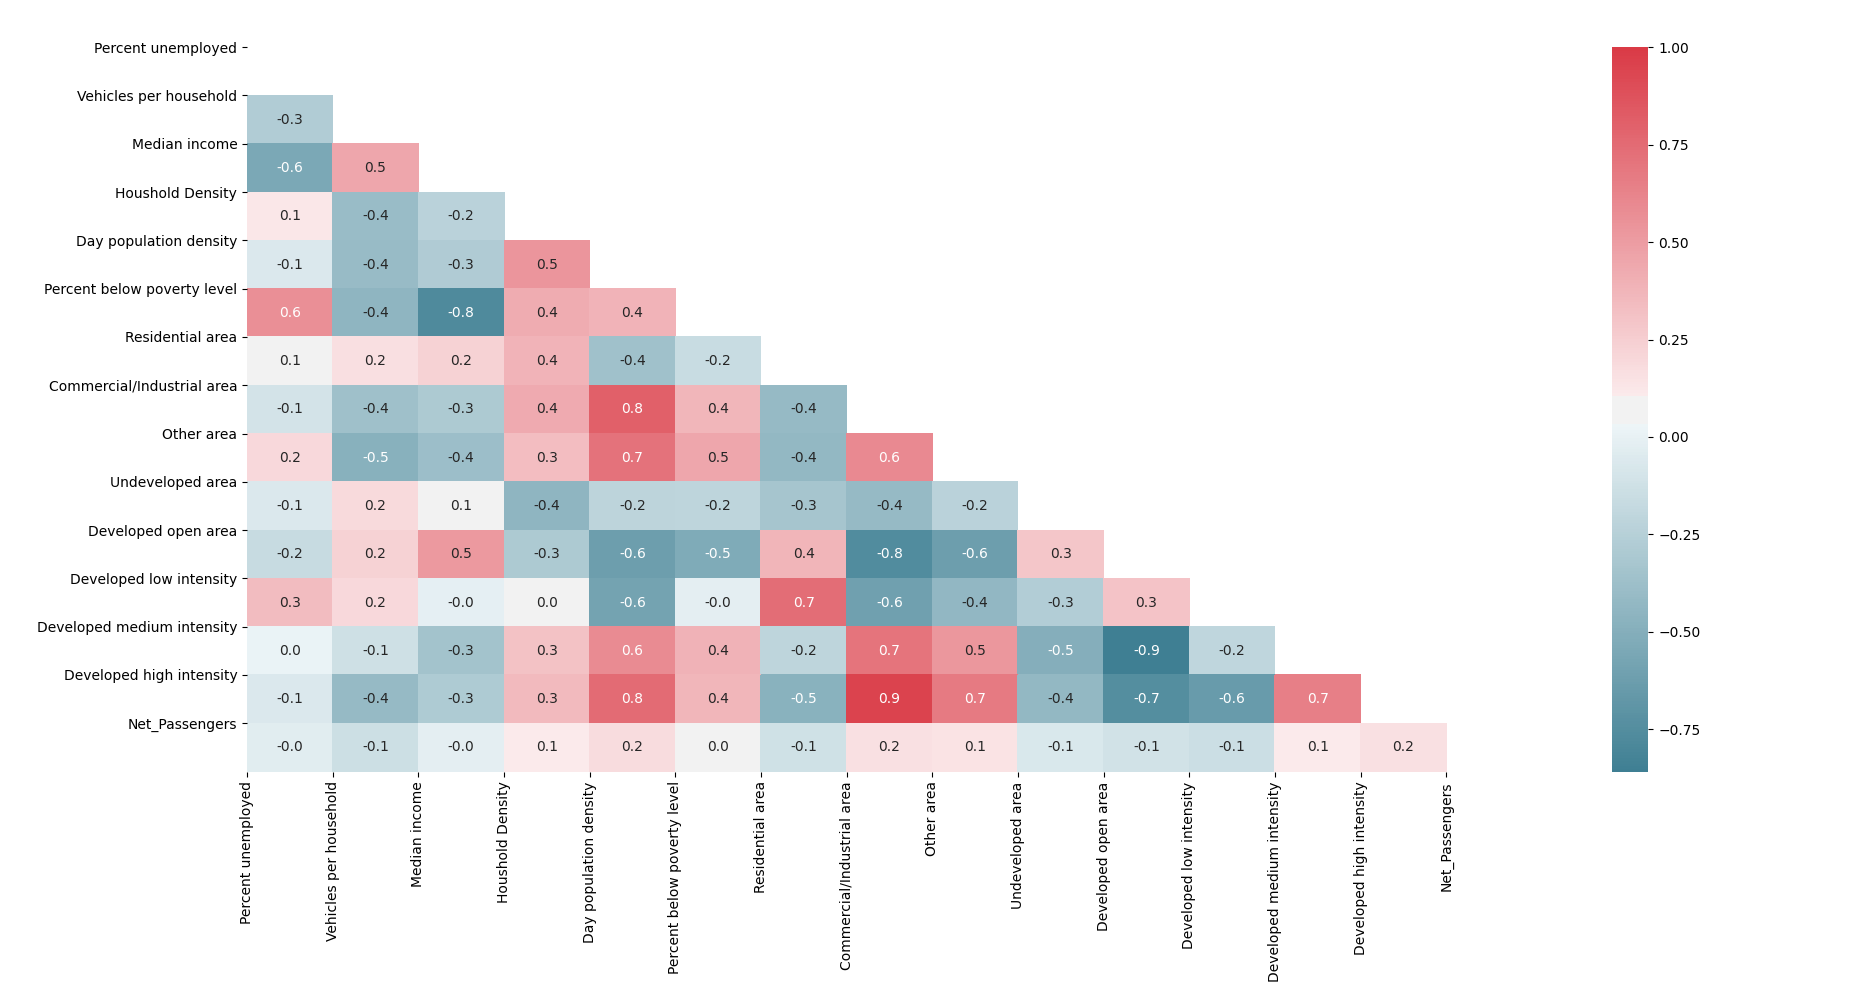 Percent unemployed
1.00
Vehicles per household
-0.3
Median income
0.75
-0.6 0.5
Houshold Density
0.1 -0.4 -0.2
Day population density
0.50
-0.1 -0.4 -0.3 0.5
Percent below poverty level
0.6 -0.4 -0.8 0.4 0.4
Residential area
0.25
0.1 0.2 0.2 0.4 -0.4 -0.2
Commercial/Industrial area
-0.1 -0.4 -0.3 0.4 0.8 0.4 -0.4
Other area
0.00
0.2 -0.5 -0.4 0.3 0.7 0.5 -0.4 0.6
Undeveloped area
-0.1 0.2 0.1 -0.4 -0.2 -0.2 -0.3 -0.4 -0.2
Developed open area
−0.25
-0.2 0.2 0.5 -0.3 -0.6 -0.5 0.4 -0.8 -0.6 0.3
Developed low intensity
0.3 0.2 -0.0 0.0 -0.6 -0.0 0.7 -0.6 -0.4 -0.3 0.3
Developed medium intensity
−0.50
0.0 -0.1 -0.3 0.3 0.6 0.4 -0.2 0.7 0.5 -0.5 -0.9 -0.2
Developed high intensity
-0.1 -0.4 -0.3 0.3 0.8 0.4 -0.5 0.9 0.7 -0.4 -0.7 -0.6 0.7
Net_Passengers
−0.75
-0.0 -0.1 -0.0 0.1 0.2 0.0 -0.1 0.2 0.1 -0.1 -0.1 -0.1 0.1 0.2
Percent unemployed
Vehicles per household
Median income
Houshold Density
Day population density
Percent below poverty level
Residential area
Commercial/Industrial area
Other area
Undeveloped area
Developed open area
Developed low intensity
Developed medium intensity
Developed high intensity
Net_Passengers